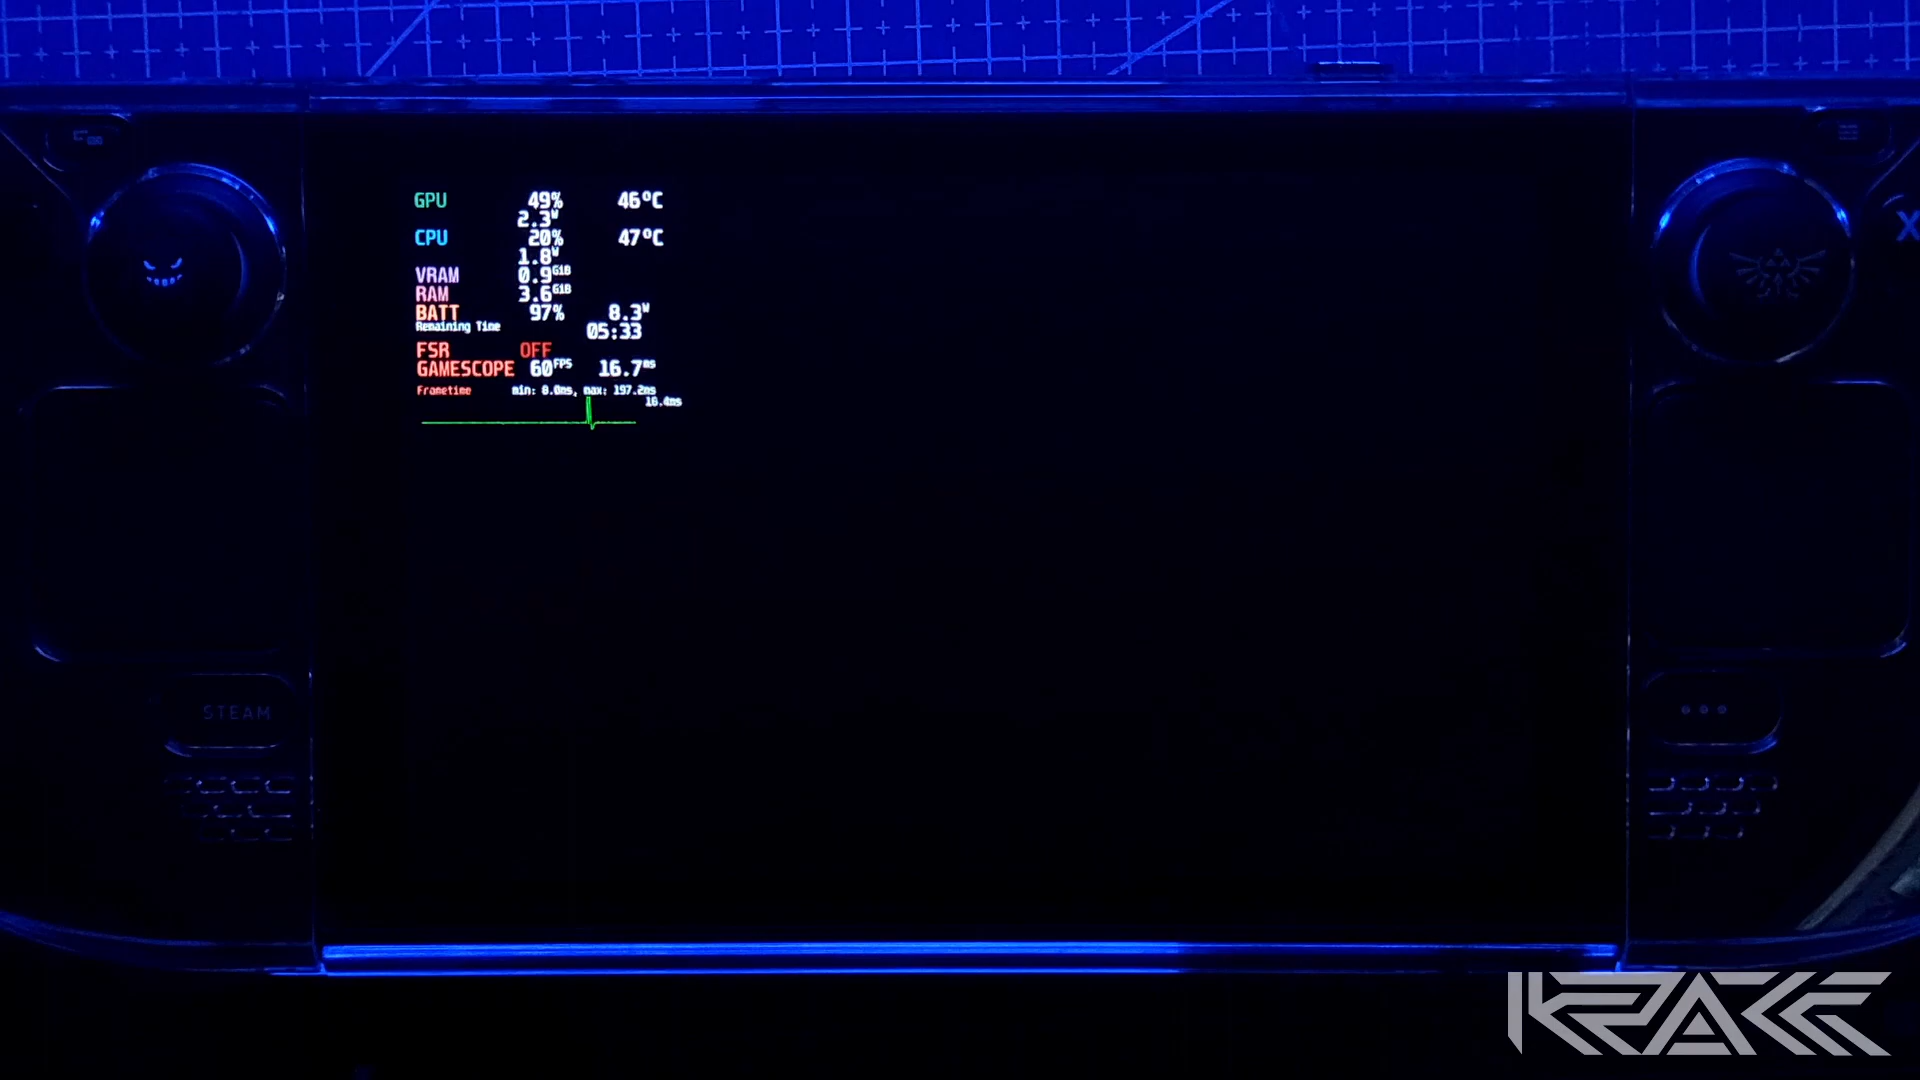 GPU 49% 46°C
2.3W
CPU 20% 47°C
1.8W
VRAM 0.9GiB
RAM 3.6GiB
BATT 97% 8.3W
Remaining Time 05:33
FSR OFF
GAMESCOPE 60FPS 16.7ms
Frametime min: 8.0ms, max: 197.2ms
16.4ms
X
STEAM